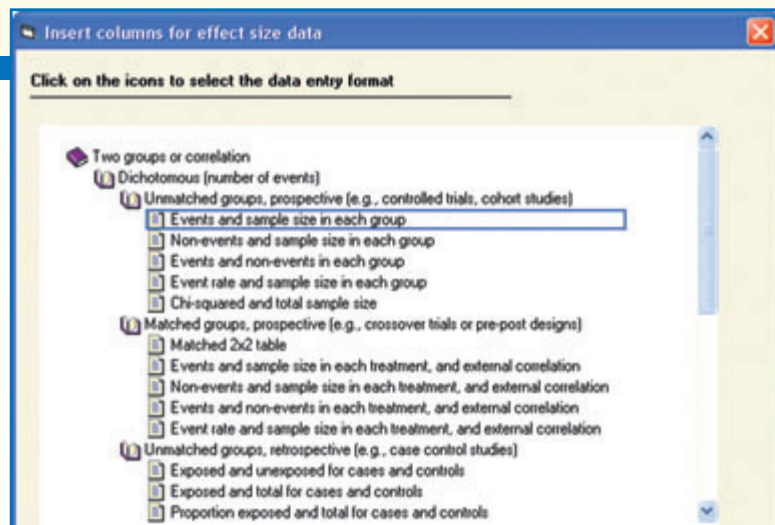 Insert columns for effect size data
Click on the icons to select the data entry format
Two groups or correlation
Dichotomous (number of events)
Unmatched groups, prospective (e.g., controlled trials, cohort studies)
Events and sample size in each group
Non-events and sample size in each group
Events and non-events in each group
Event rate and sample size in each group
Chi-squared and total sample size
Matched groups, prospective (e.g., crossover trials or pre-post designs)
Matched 2x2 table
Events and sample size in each treatment, and external correlation
Non-events and sample size in each treatment, and external correlation
Events and non-events in each treatment, and external correlation
Event rate and sample size in each treatment, and external correlation
Unmatched groups, retrospective (e.g., case control studies)
Exposed and unexposed for cases and controls
Exposed and total for cases and controls
Proportion exposed and total for cases and controls